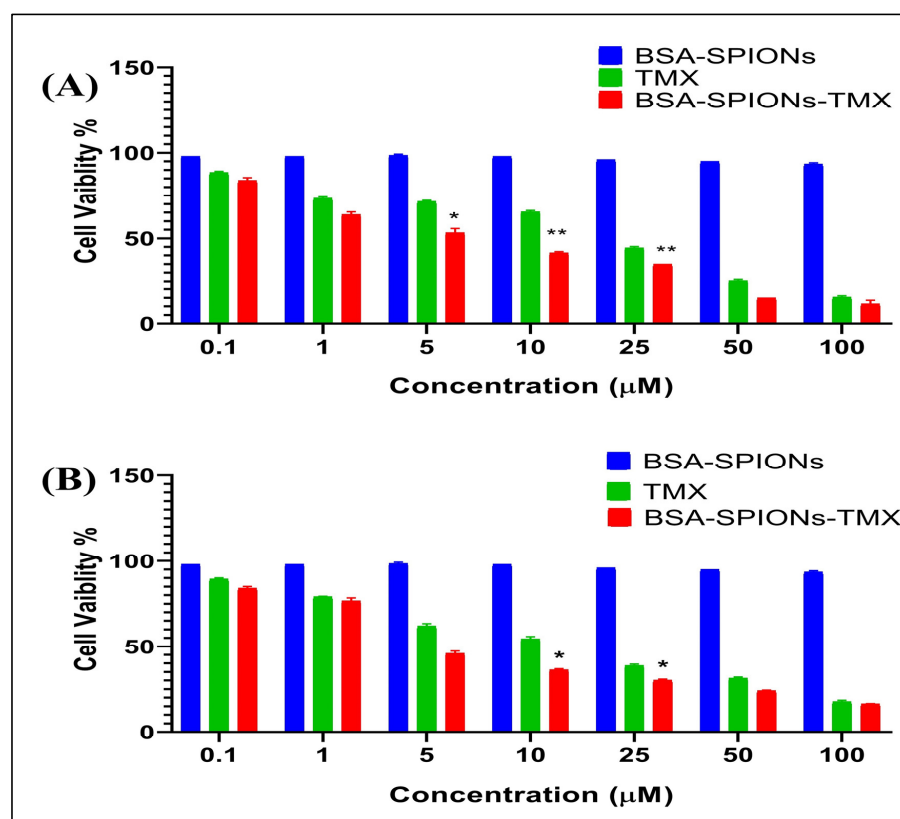 (A)
150
100
50
0
Cell Vaiblity %
BSA-SPIONs
TMX
BSA-SPIONs-TMX
*
**
**
0.1 1 5 10 25 50 100
Concentration (μM)
(B)
150
100
50
0
Cell Vaiblity %
BSA-SPIONs
TMX
BSA-SPIONs-TMX
*
*
0.1 1 5 10 25 50 100
Concentration (μM)